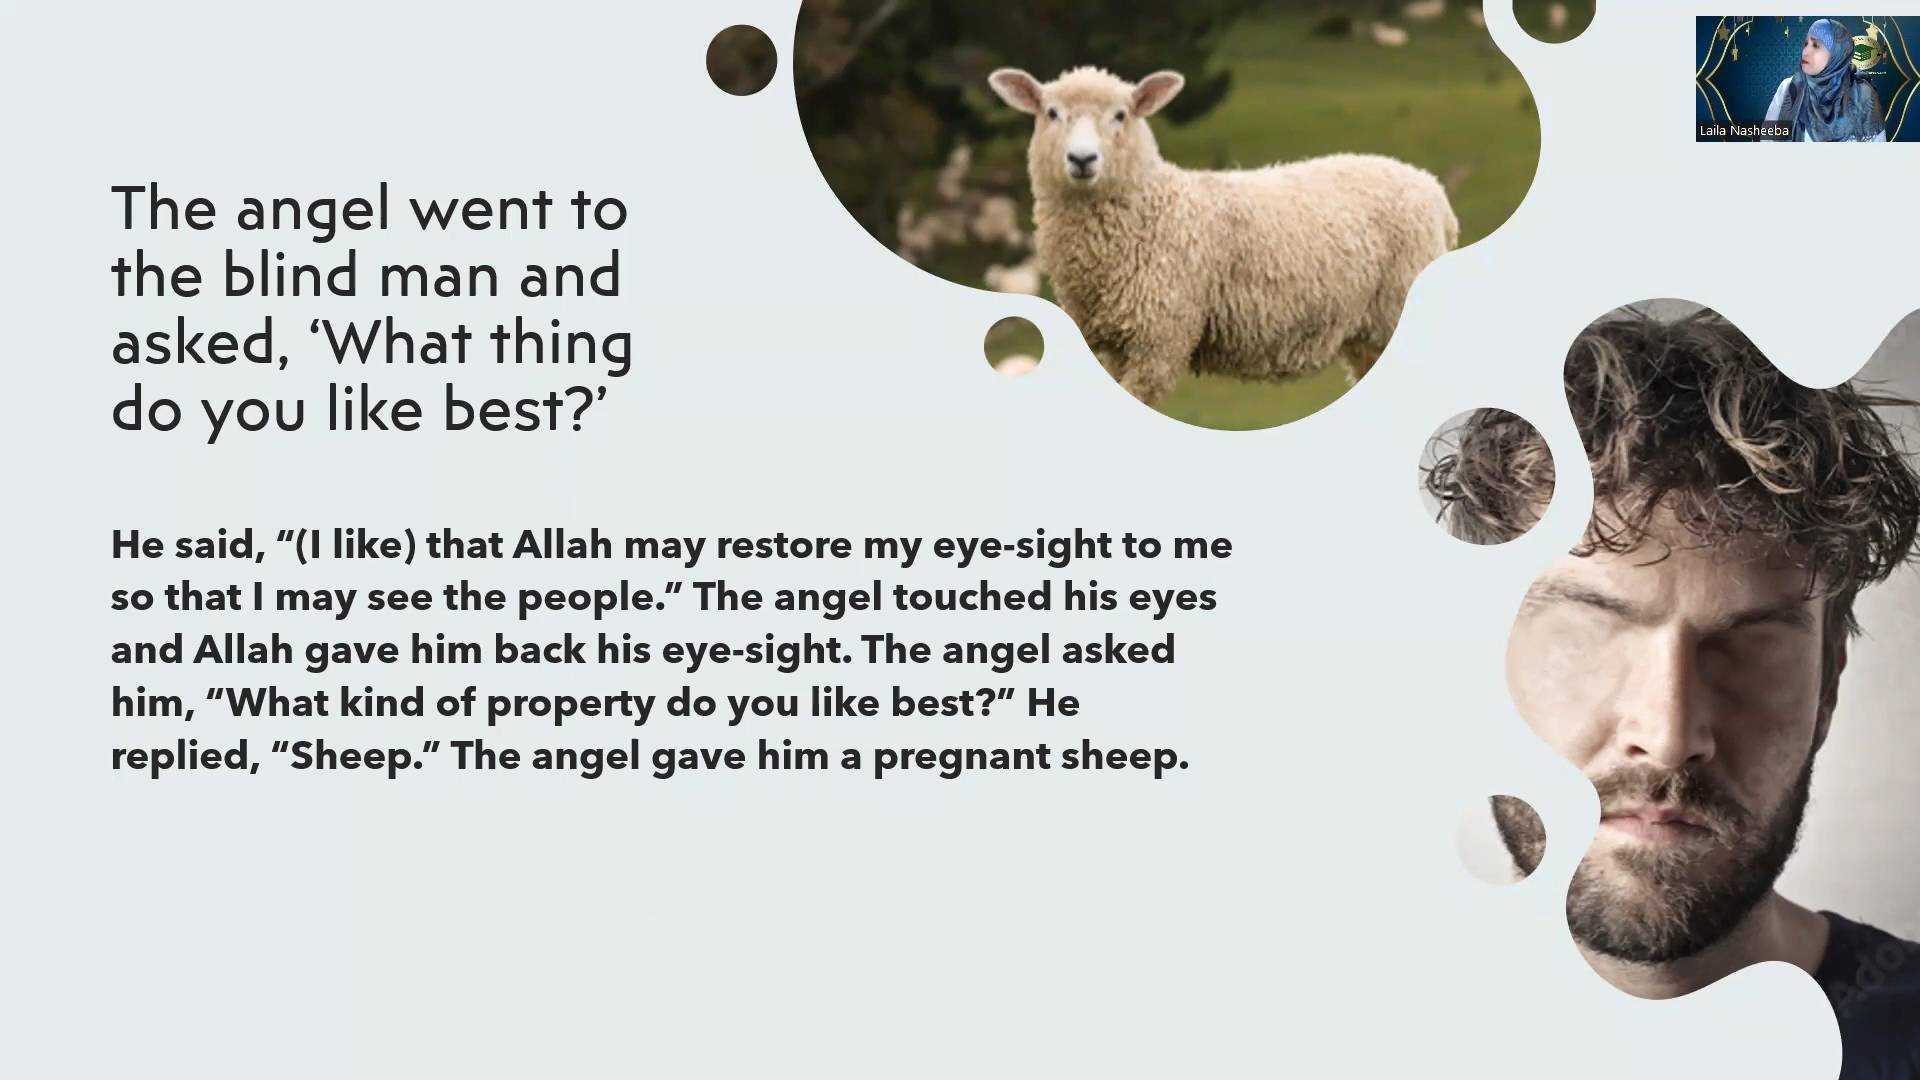 The angel went to
the blind man and
asked, ‘What thing
do you like best?’
He said, “(I like) that Allah may restore my eye-sight to me
so that I may see the people.” The angel touched his eyes
and Allah gave him back his eye-sight. The angel asked
him, “What kind of property do you like best?” He
replied, “Sheep.” The angel gave him a pregnant sheep.
Laila Nasheeba